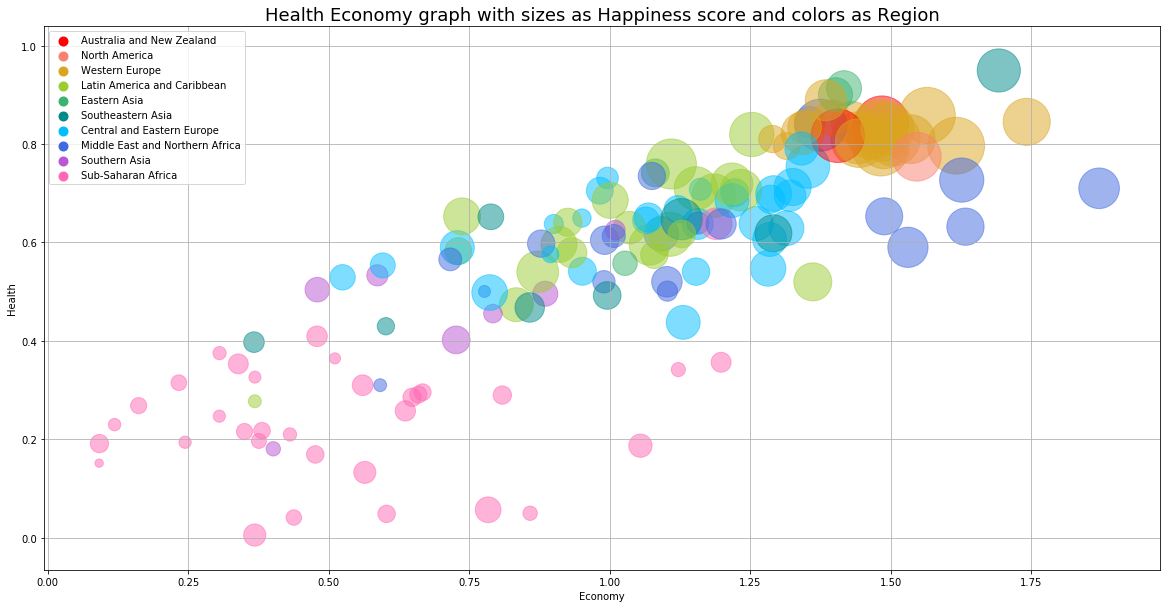 Health Economy graph with sizes as Happiness score and colors as Region
Australia and New Zealand
North America
Western Europe
Latin America and Caribbean
Eastern Asia
Southeastern Asia
Central and Eastern Europe
Middle East and Northern Africa
Southern Asia
Sub-Saharan Africa
1.0
0.8
0.6
0.4
0.2
0.0
Health
0.00 0.25 0.50 0.75 1.00 1.25 1.50 1.75
Economy